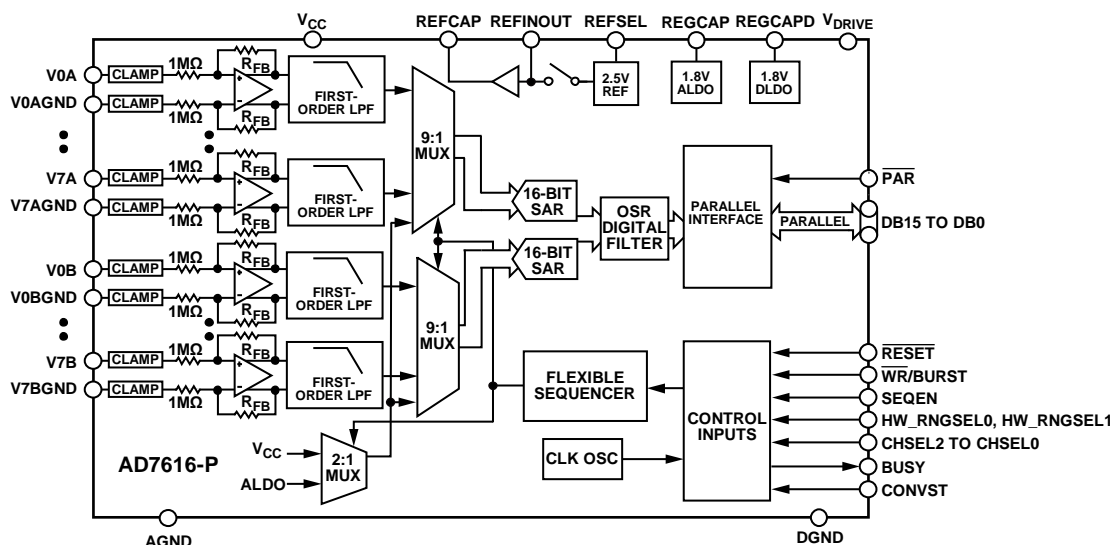 VCC
REFCAP
REFINOUT
REFSEL
REGCAP
REGCAPD
VDRIVE
V0A
CLAMP
1MΩ
RFB
V0AGND
CLAMP
1MΩ
RFB
FIRST-
ORDER LPF
2.5V
REF
1.8V
ALDO
1.8V
DLDO
9:1
MUX
V7A
CLAMP
1MΩ
RFB
V7AGND
CLAMP
1MΩ
RFB
FIRST-
ORDER LPF
16-BIT
SAR
OSR
DIGITAL
FILTER
PARALLEL
INTERFACE
PAR
PARALLEL
DB15 TO DB0
V0B
CLAMP
1MΩ
RFB
V0BGND
CLAMP
1MΩ
RFB
FIRST-
ORDER LPF
16-BIT
SAR
9:1
MUX
V7B
CLAMP
1MΩ
RFB
V7BGND
CLAMP
1MΩ
RFB
FIRST-
ORDER LPF
FLEXIBLE
SEQUENCER
CONTROL
INPUTS
RESET
WR/BURST
SEQEN
HW_RNGSEL0, HW_RNGSEL1
CHSEL2 TO CHSEL0
BUSY
CONVST
AD7616-P
VCC
ALDO
2:1
MUX
CLK OSC
AGND
DGND